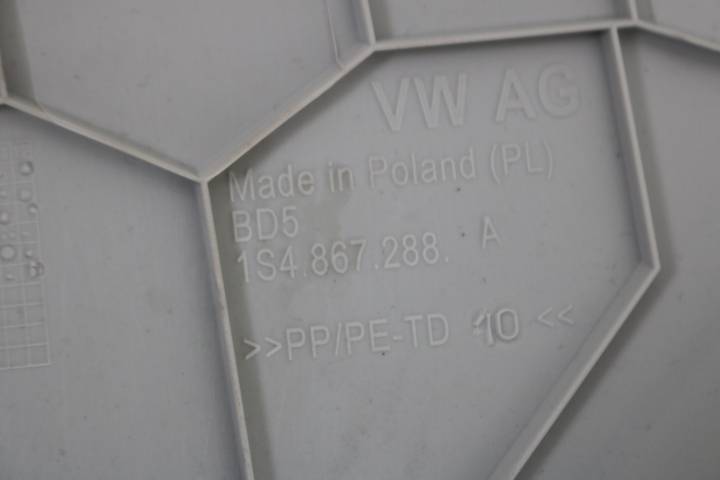 VW AG
Made in Poland (PL)
BD5
1S4.867.288. A
>>PP/PE-TD 10<<